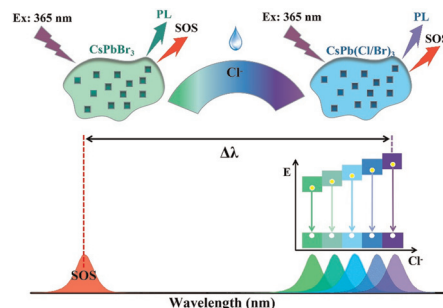 Ex: 365 nm
PL
SOS
CsPbBr₃
Cl⁻
Ex: 365 nm
PL
SOS
CsPb(Cl/Br)₃
Δλ
E
Cl⁻
SOS
Wavelength (nm)